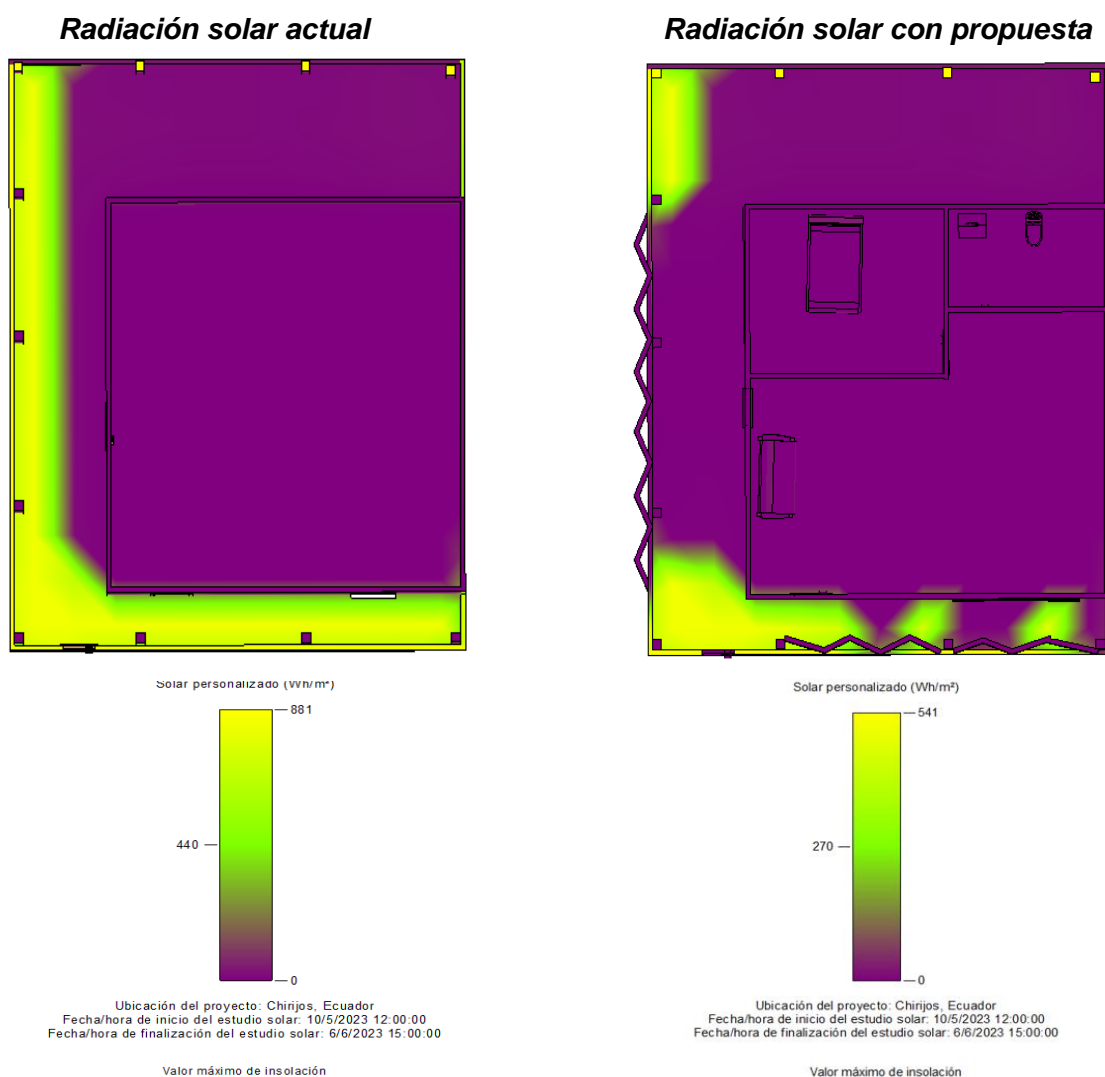 Radiación solar actual
Radiación solar con propuesta
Solar personalizado (Wh/m²)
881
440
0
Ubicación del proyecto: Chirijos, Ecuador
Fecha/hora de inicio del estudio solar: 10/5/2023 12:00:00
Fecha/hora de finalización del estudio solar: 6/6/2023 15:00:00
Valor máximo de insolación
Solar personalizado (Wh/m²)
541
270
0
Ubicación del proyecto: Chirijos, Ecuador
Fecha/hora de inicio del estudio solar: 10/5/2023 12:00:00
Fecha/hora de finalización del estudio solar: 6/6/2023 15:00:00
Valor máximo de insolación